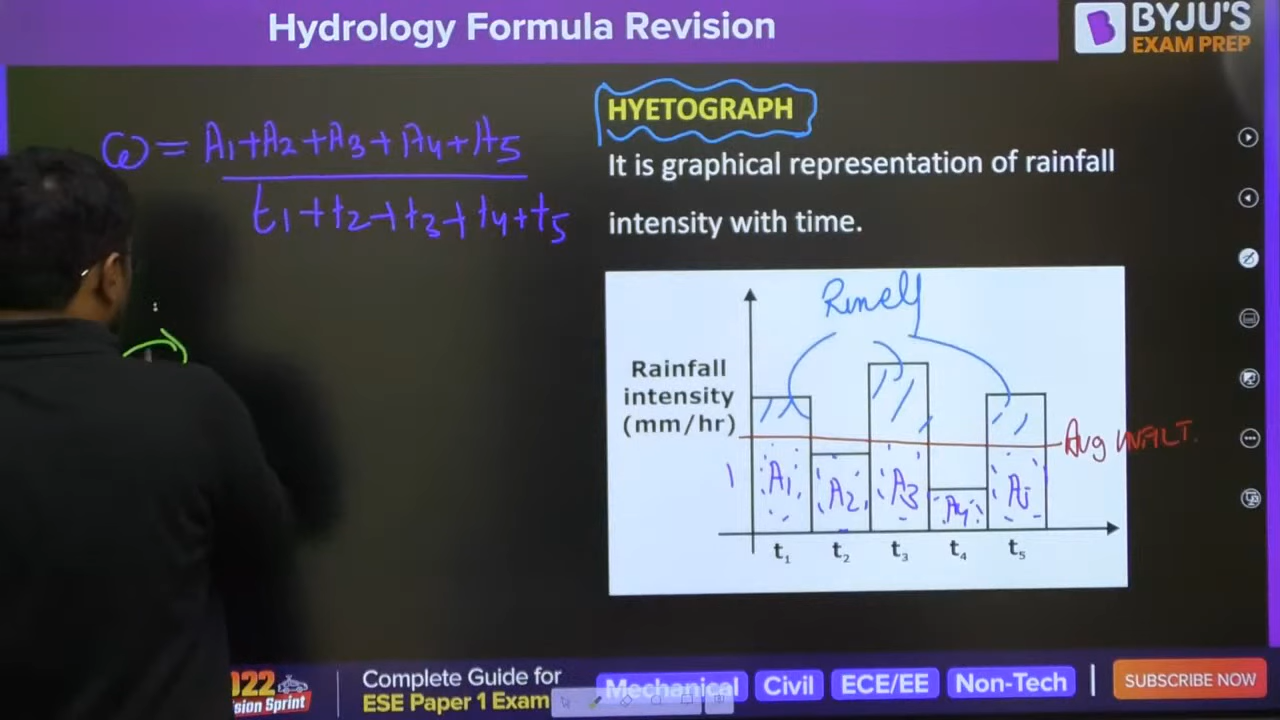 Hydrology Formula Revision
BYJU'S
EXAM PREP
ω = A1+A2+A3+A4+A5
t1+t2+t3+t4+t5
HYETOGRAPH
It is graphical representation of rainfall
intensity with time.
Runoff
Rainfall
intensity
(mm/hr)
Avg INFILT.
A1 A2 A3 A4 A5
t₁ t₂ t₃ t₄ t₅
Complete Guide for
ESE Paper 1 Exam
Mechanical Civil ECE/EE Non-Tech
SUBSCRIBE NOW